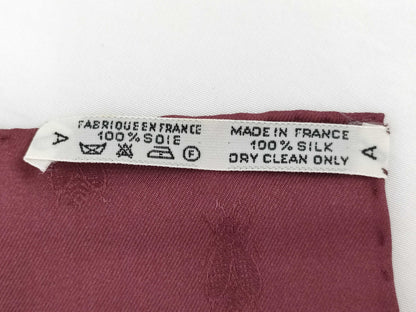 A
FABRIQUE EN FRANCE
100% SOIE
F
MADE IN FRANCE
100% SILK
DRY CLEAN ONLY
A